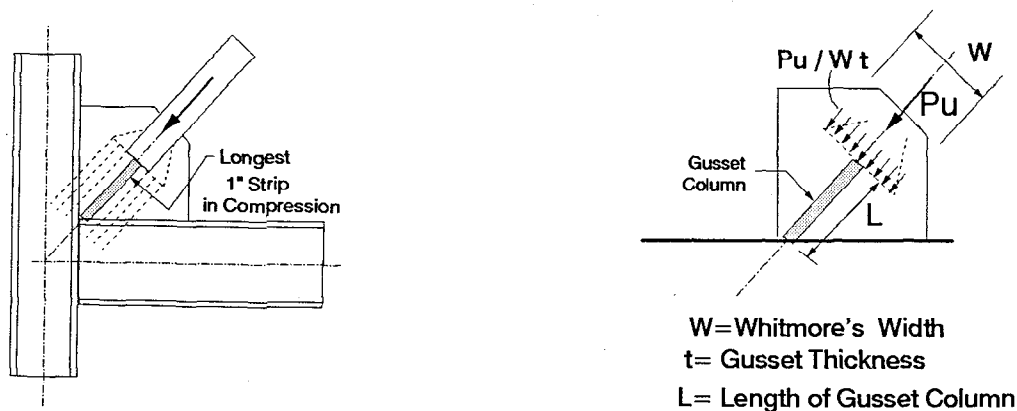 Longest
1" Strip
in Compression
Pu / W t
W
Pu
Gusset
Column
L
W=Whitmore's Width
t= Gusset Thickness
L= Length of Gusset Column